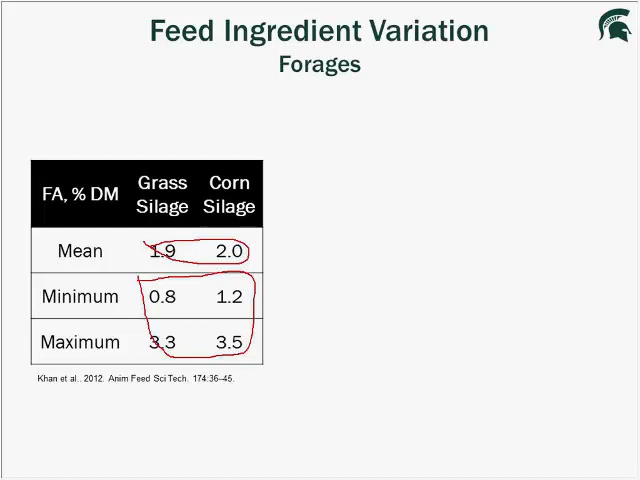 Feed Ingredient Variation
Forages
FA, % DM Grass Silage Corn Silage
Mean 1.9 2.0
Minimum 0.8 1.2
Maximum 3.3 3.5
Khan et al.. 2012. Anim Feed Sci Tech. 174:36–45.